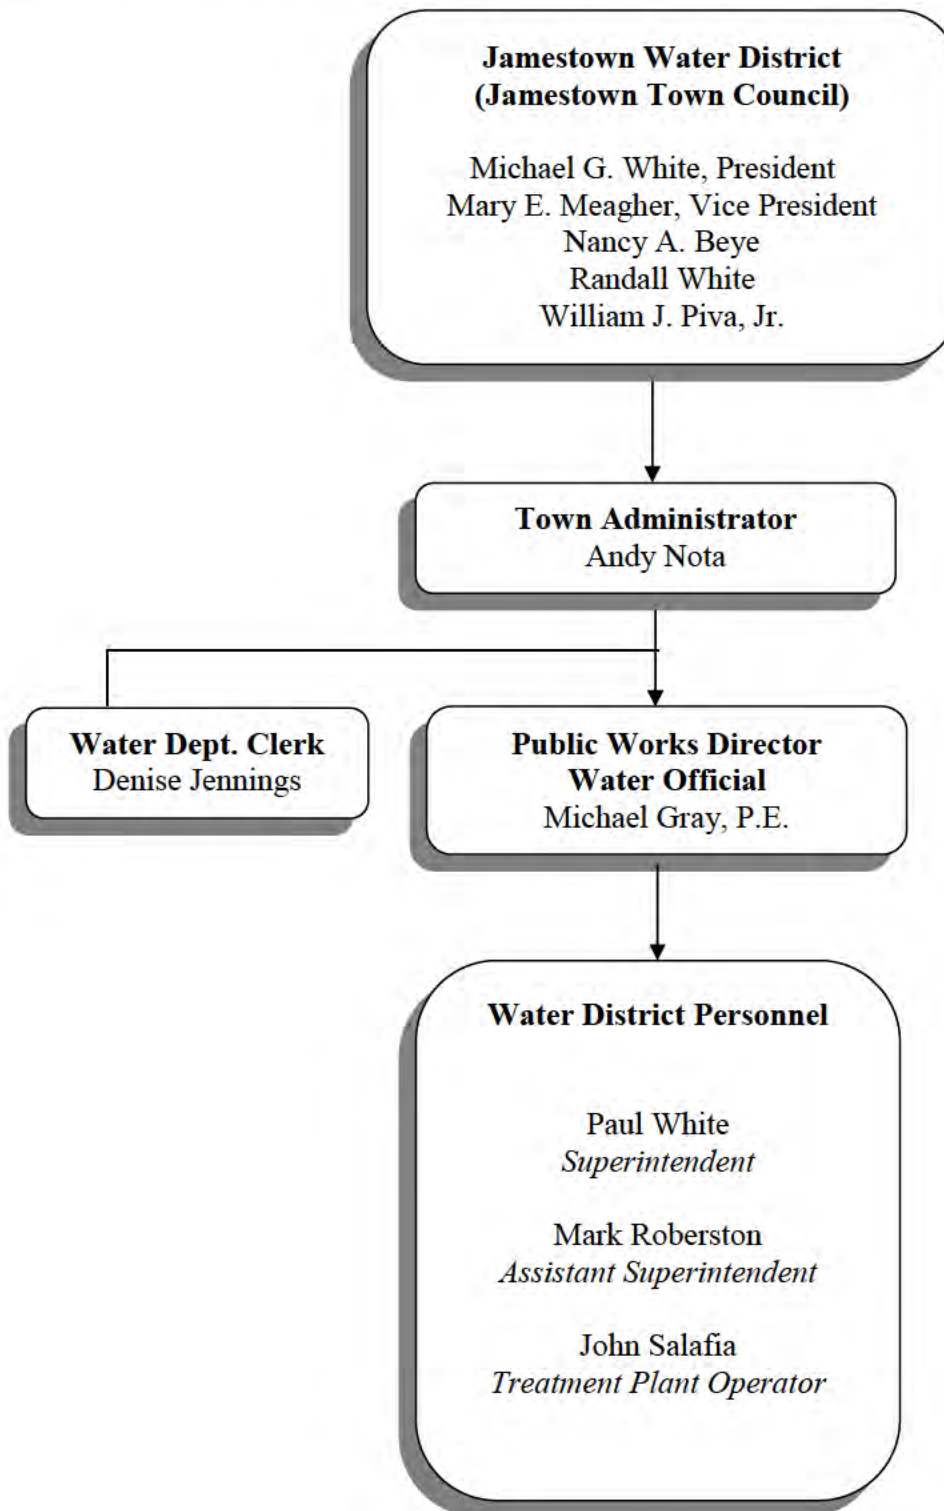 Jamestown Water District
(Jamestown Town Council)
Michael G. White, President
Mary E. Meagher, Vice President
Nancy A. Beye
Randall White
William J. Piva, Jr.
Town Administrator
Andy Nota
Water Dept. Clerk
Denise Jennings
Public Works Director
Water Official
Michael Gray, P.E.
Water District Personnel
Paul White
Superintendent
Mark Roberston
Assistant Superintendent
John Salafia
Treatment Plant Operator